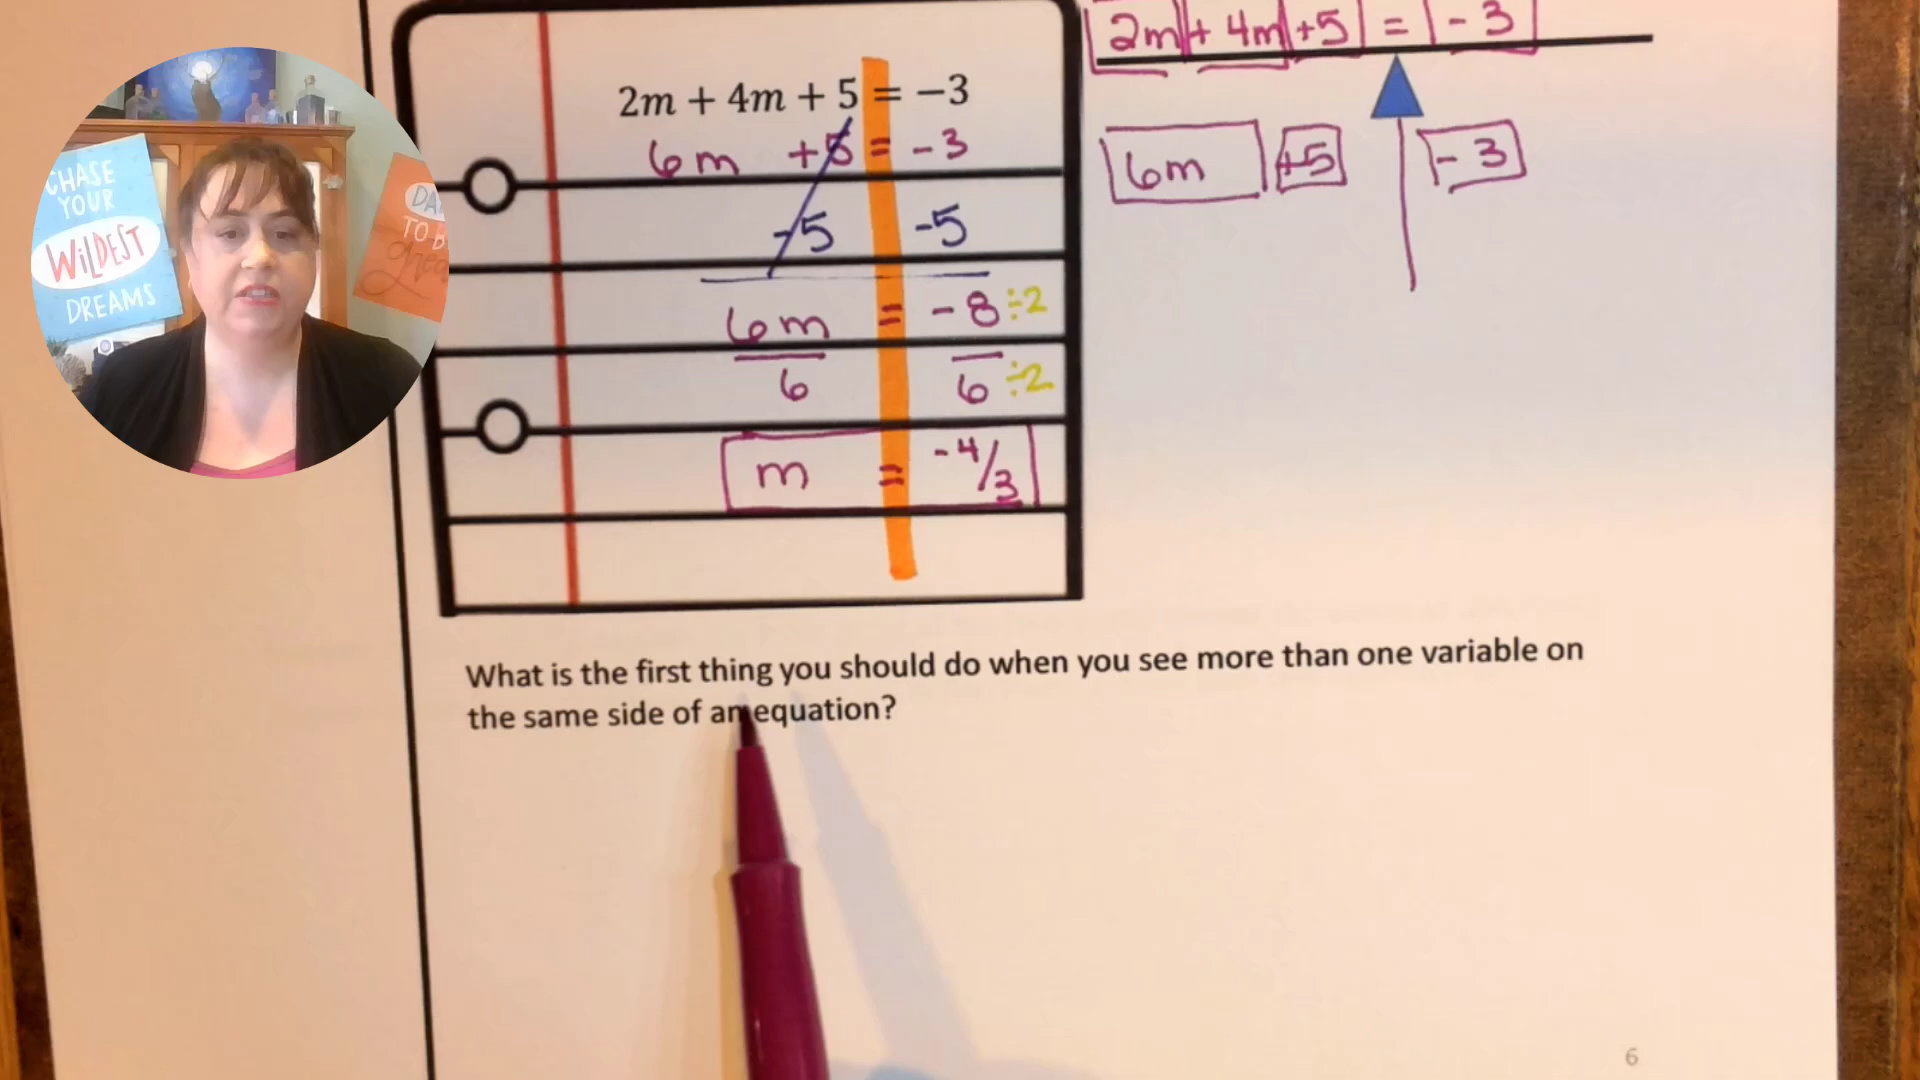 CHASE
YOUR
WILDEST
DREAMS
TO B
2m + 4m + 5 = −3
6m +5 = -3
-5 -5
6m = -8 ÷2
6 6 ÷2
m = -4/3
2m + 4m +5 = -3
6m +5 -3
What is the first thing you should do when you see more than one variable on
the same side of an equation?
6